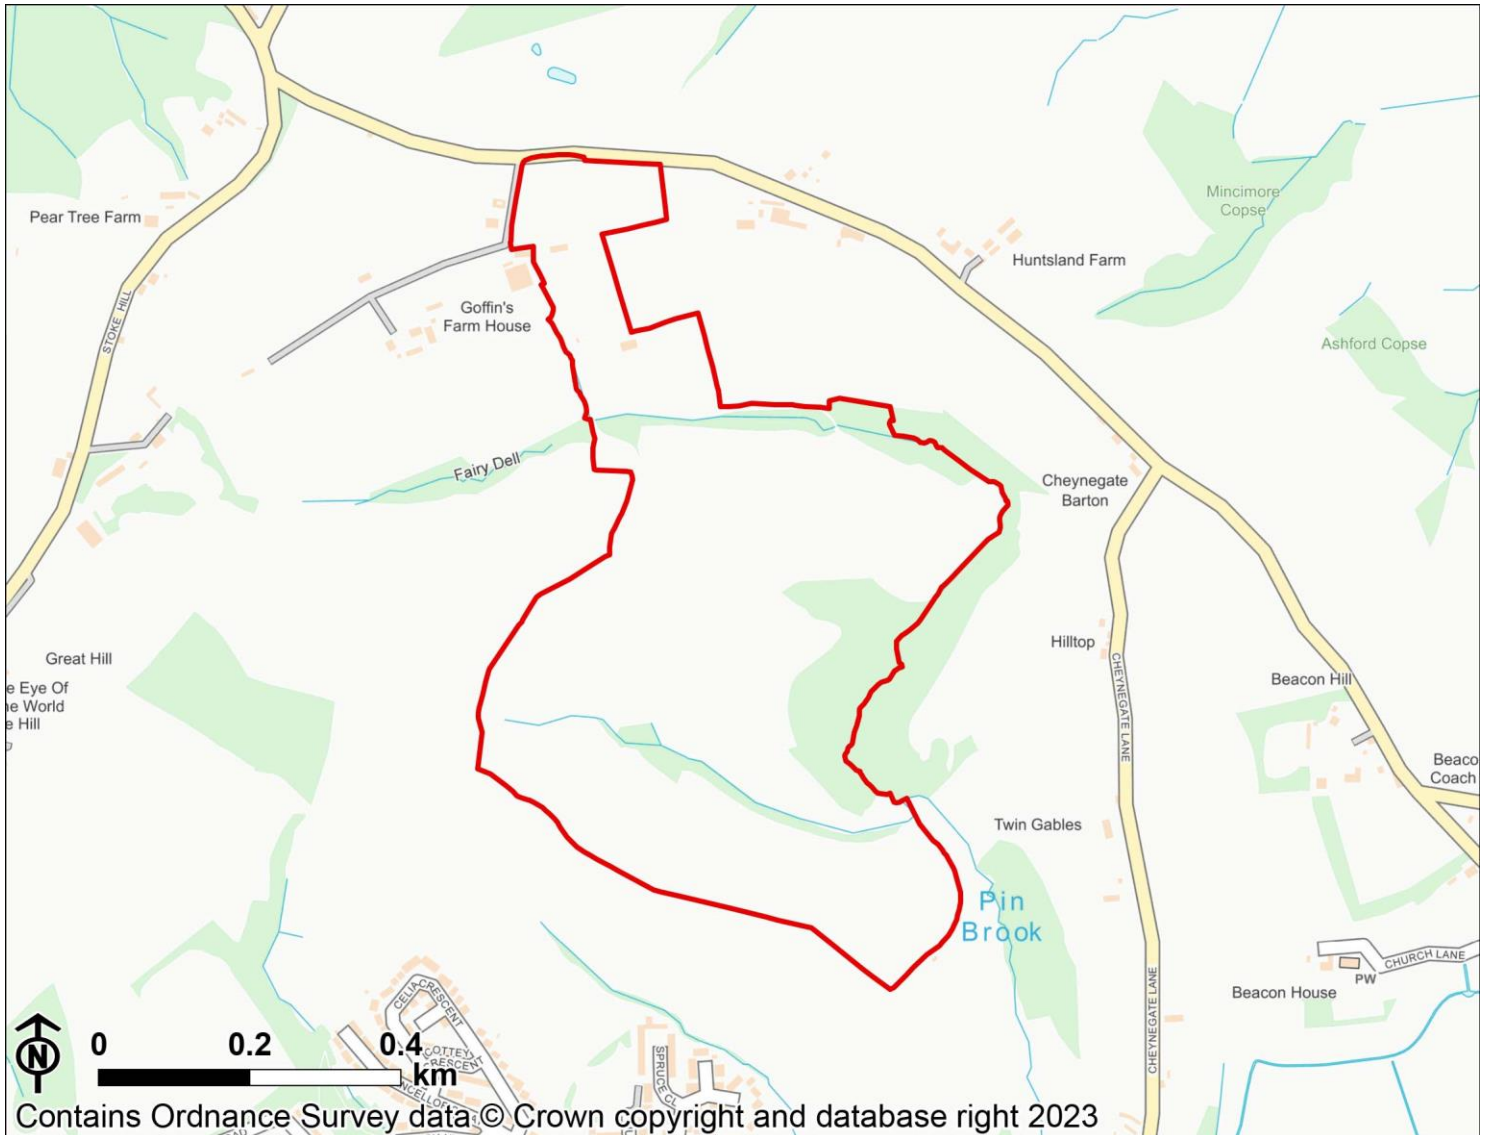 Mincimore
Copse
Pear Tree Farm
Huntsland Farm
Goffin's
Farm House
STOKE HILL
Ashford Copse
Fairy Dell
Cheynegate
Barton
Great Hill
Hilltop
e Eye Of
e World
e Hill
CHEYNEGATE LANE
Beacon Hill
Beaco
Coach
Twin Gables
Pin
Brook
CHURCH LANE
PW
Beacon House
CHEYNEGATE LANE
CELIA CRESCENT
SPRUCE CL
CRESCENT
N
0 0.2 0.4
km
Contains Ordnance Survey data © Crown copyright and database right 2023